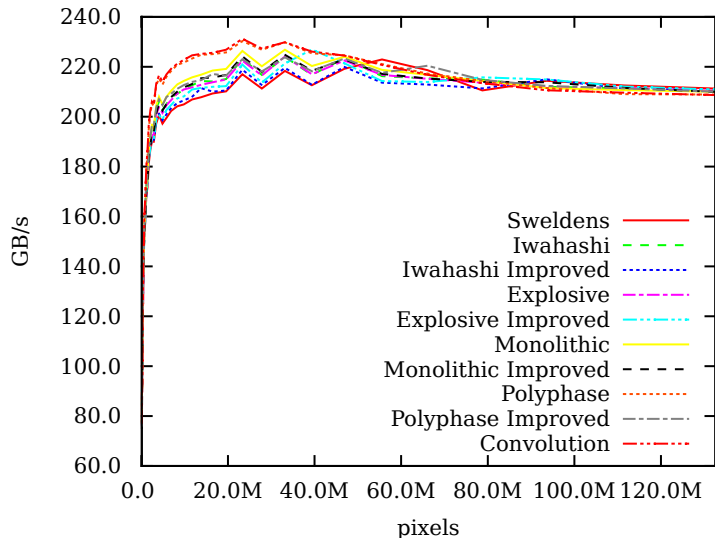 240.0
220.0
200.0
180.0
160.0
140.0
120.0
100.0
80.0
60.0
GB/s
Sweldens
Iwahashi
Iwahashi Improved
Explosive
Explosive Improved
Monolithic
Monolithic Improved
Polyphase
Polyphase Improved
Convolution
0.0 20.0M 40.0M 60.0M 80.0M 100.0M 120.0M
pixels